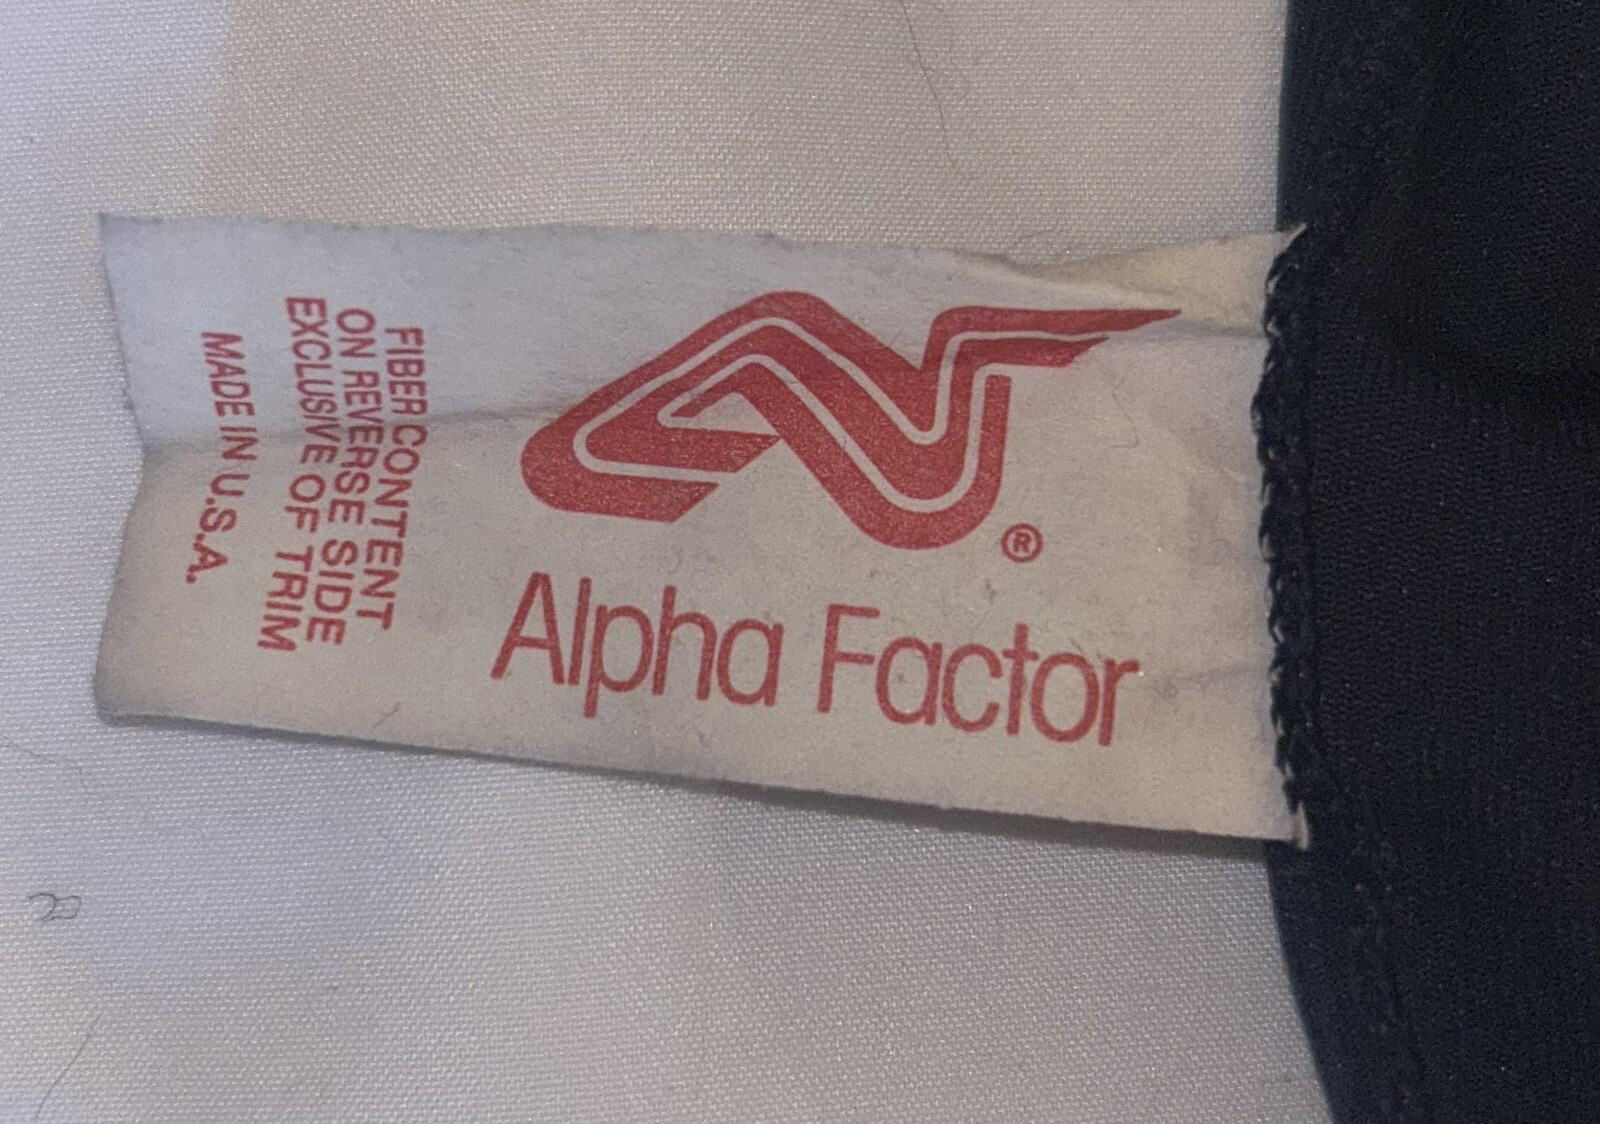 ®
Alpha Factor
FIBER CONTENT
ON REVERSE SIDE
EXCLUSIVE OF TRIM
MADE IN U.S.A.